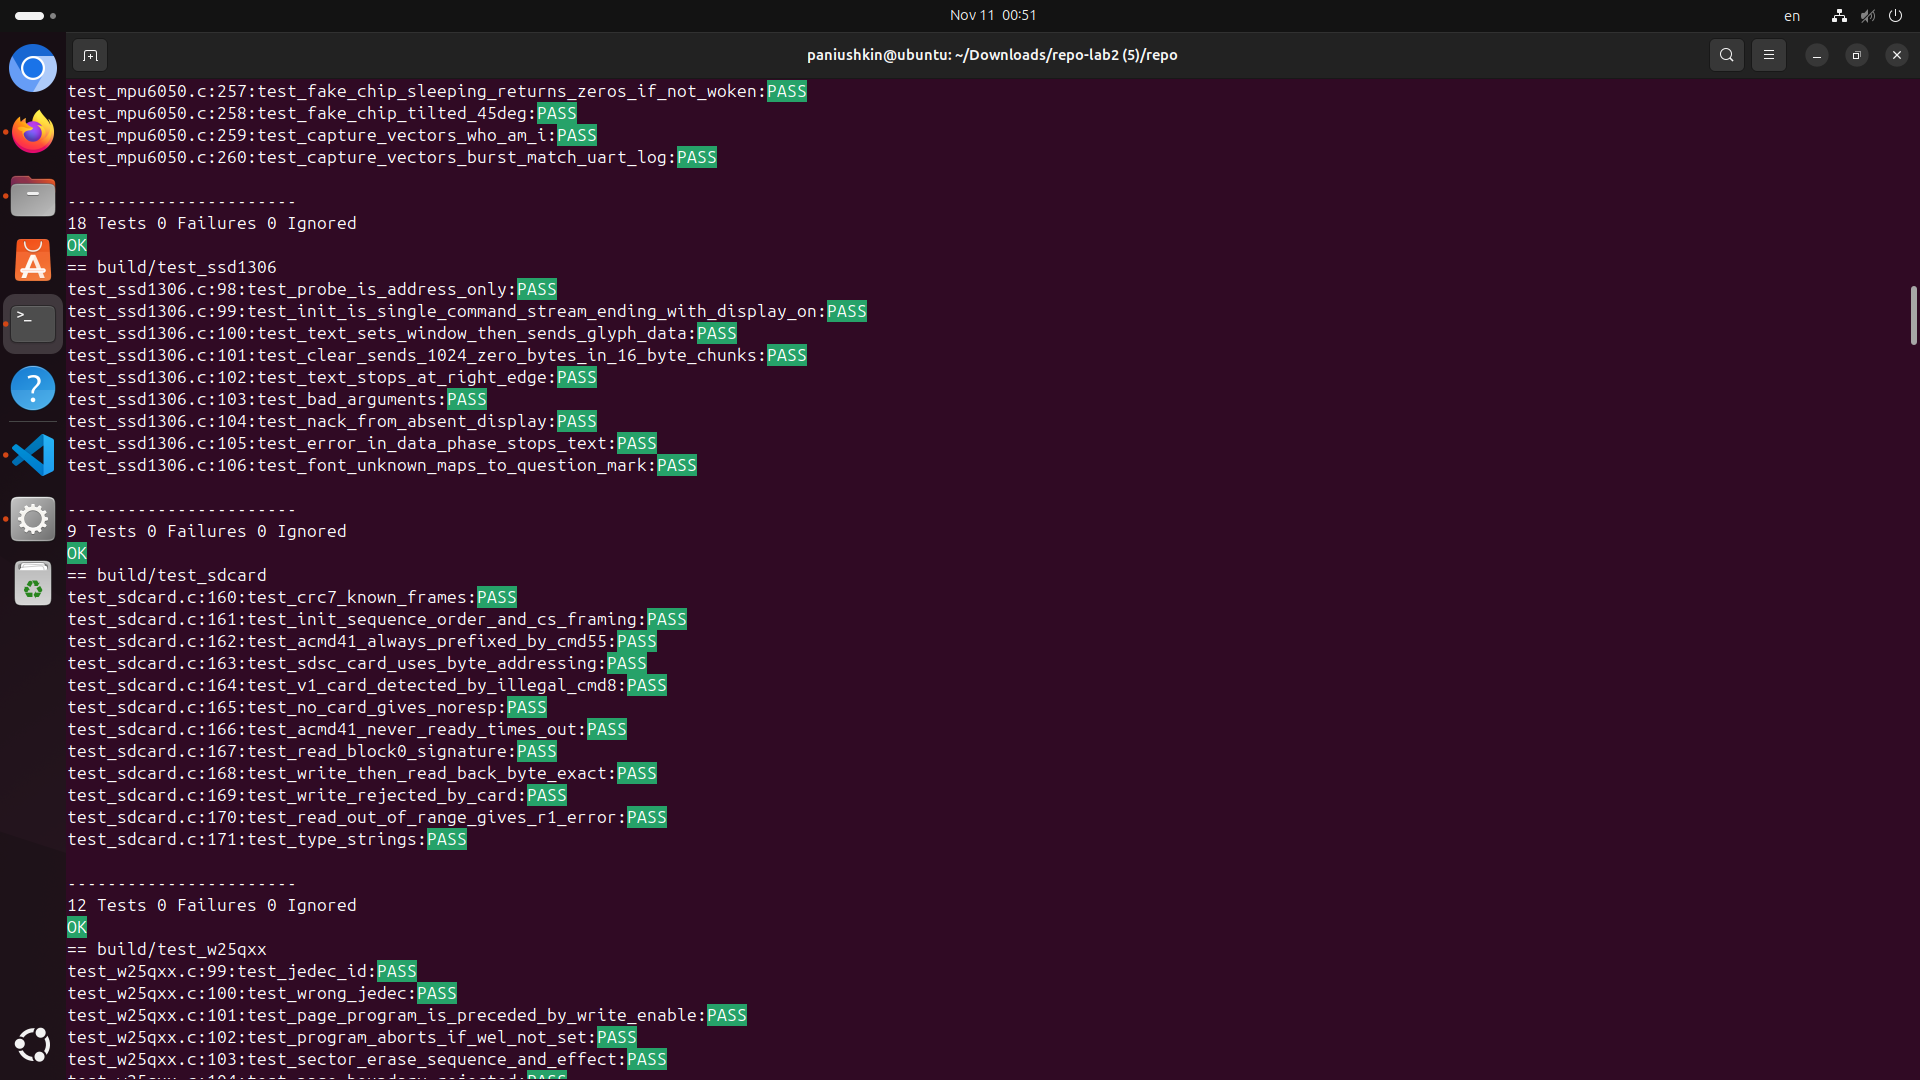 Nov 11 00:51
en
paniushkin@ubuntu: ~/Downloads/repo-lab2 (5)/repo
test_mpu6050.c:257:test_fake_chip_sleeping_returns_zeros_if_not_woken:PASS
test_mpu6050.c:258:test_fake_chip_tilted_45deg:PASS
test_mpu6050.c:259:test_capture_vectors_who_am_i:PASS
test_mpu6050.c:260:test_capture_vectors_burst_match_uart_log:PASS
-----------------------
18 Tests 0 Failures 0 Ignored
OK
== build/test_ssd1306
test_ssd1306.c:98:test_probe_is_address_only:PASS
test_ssd1306.c:99:test_init_is_single_command_stream_ending_with_display_on:PASS
test_ssd1306.c:100:test_text_sets_window_then_sends_glyph_data:PASS
test_ssd1306.c:101:test_clear_sends_1024_zero_bytes_in_16_byte_chunks:PASS
test_ssd1306.c:102:test_text_stops_at_right_edge:PASS
test_ssd1306.c:103:test_bad_arguments:PASS
test_ssd1306.c:104:test_nack_from_absent_display:PASS
test_ssd1306.c:105:test_error_in_data_phase_stops_text:PASS
test_ssd1306.c:106:test_font_unknown_maps_to_question_mark:PASS
-----------------------
9 Tests 0 Failures 0 Ignored
OK
== build/test_sdcard
test_sdcard.c:160:test_crc7_known_frames:PASS
test_sdcard.c:161:test_init_sequence_order_and_cs_framing:PASS
test_sdcard.c:162:test_acmd41_always_prefixed_by_cmd55:PASS
test_sdcard.c:163:test_sdsc_card_uses_byte_addressing:PASS
test_sdcard.c:164:test_v1_card_detected_by_illegal_cmd8:PASS
test_sdcard.c:165:test_no_card_gives_noresp:PASS
test_sdcard.c:166:test_acmd41_never_ready_times_out:PASS
test_sdcard.c:167:test_read_block0_signature:PASS
test_sdcard.c:168:test_write_then_read_back_byte_exact:PASS
test_sdcard.c:169:test_write_rejected_by_card:PASS
test_sdcard.c:170:test_read_out_of_range_gives_r1_error:PASS
test_sdcard.c:171:test_type_strings:PASS
-----------------------
12 Tests 0 Failures 0 Ignored
OK
== build/test_w25qxx
test_w25qxx.c:99:test_jedec_id:PASS
test_w25qxx.c:100:test_wrong_jedec:PASS
test_w25qxx.c:101:test_page_program_is_preceded_by_write_enable:PASS
test_w25qxx.c:102:test_program_aborts_if_wel_not_set:PASS
test_w25qxx.c:103:test_sector_erase_sequence_and_effect:PASS